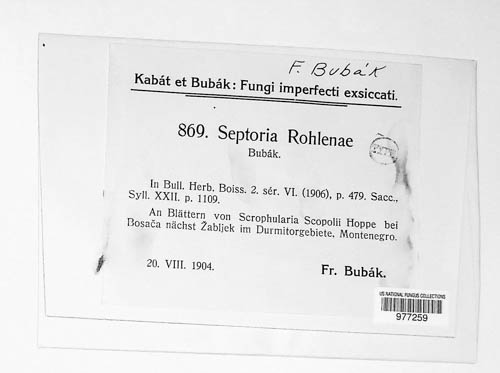 F. Bubák
Kabát et Bubák: Fungi imperfecti exsiccati.
869. Septoria Rohlenae
Bubák.
In Bull. Herb. Boiss. 2. sér. VI. (1906), p. 479. Sacc.,
Syll. XXII. p. 1109.
An Blättern von Scrophularia Scopolii Hoppe bei
Bosača nächst Žabljek im Durmitorgebiete, Montenegro.
20. VIII. 1904.
Fr. Bubák.
US NATIONAL FUNGUS COLLECTIONS
977259